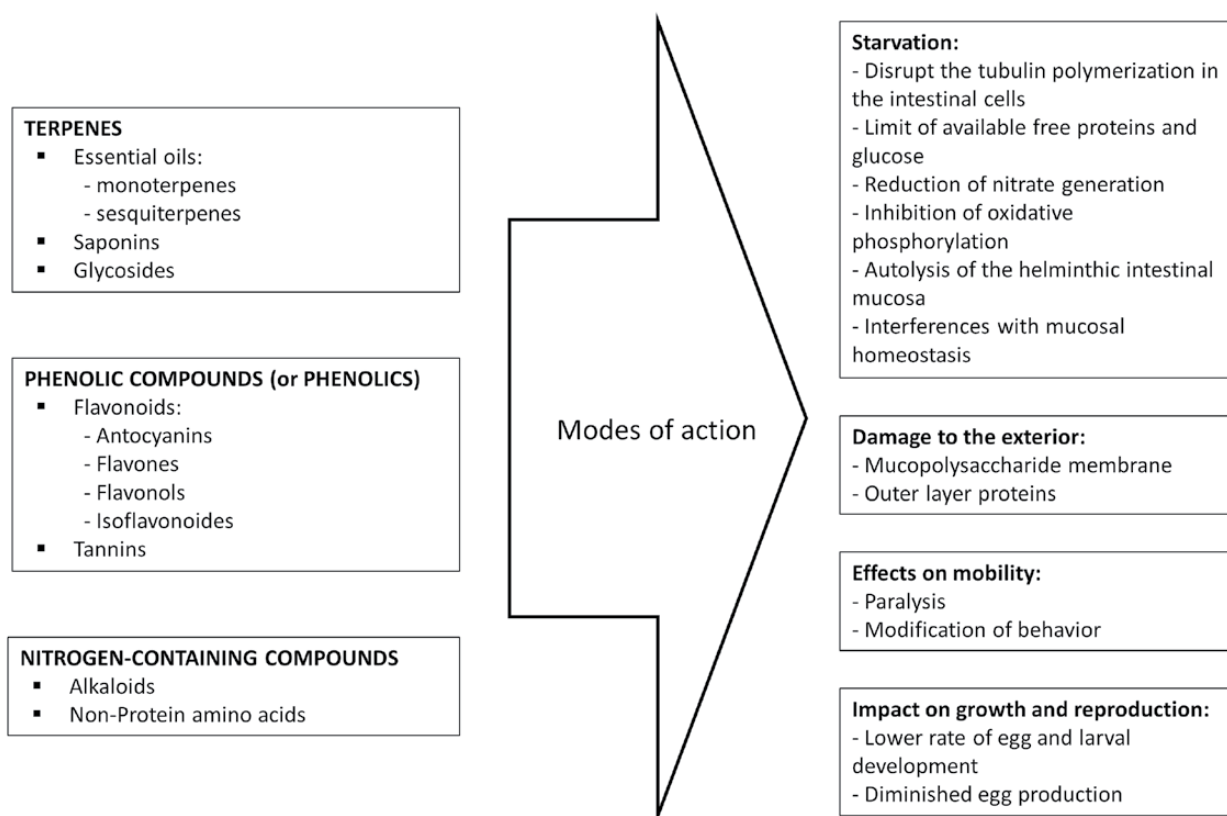 TERPENES
▪ Essential oils:
- monoterpenes
- sesquiterpenes
▪ Saponins
▪ Glycosides
PHENOLIC COMPOUNDS (or PHENOLICS)
▪ Flavonoids:
- Antocyanins
- Flavones
- Flavonols
- Isoflavonoides
▪ Tannins
NITROGEN-CONTAINING COMPOUNDS
▪ Alkaloids
▪ Non-Protein amino acids
Modes of action
Starvation:
- Disrupt the tubulin polymerization in
the intestinal cells
- Limit of available free proteins and
glucose
- Reduction of nitrate generation
- Inhibition of oxidative
phosphorylation
- Autolysis of the helminthic intestinal
mucosa
- Interferences with mucosal
homeostasis
Damage to the exterior:
- Mucopolysaccharide membrane
- Outer layer proteins
Effects on mobility:
- Paralysis
- Modification of behavior
Impact on growth and reproduction:
- Lower rate of egg and larval
development
- Diminished egg production